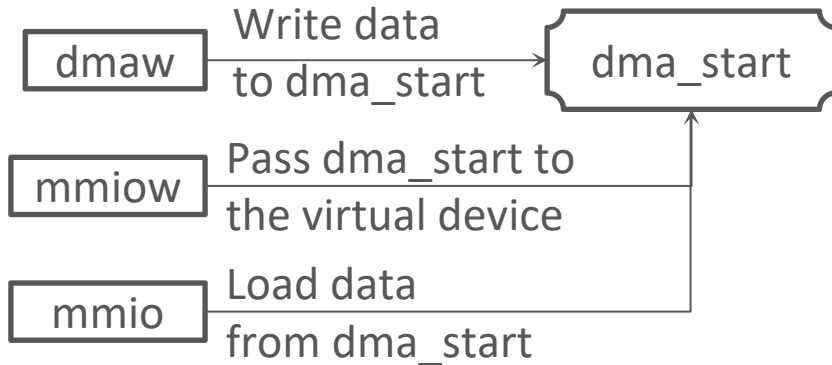 dmaw
Write data
to dma_start
dma_start
mmiow
Pass dma_start to
the virtual device
mmio
Load data
from dma_start